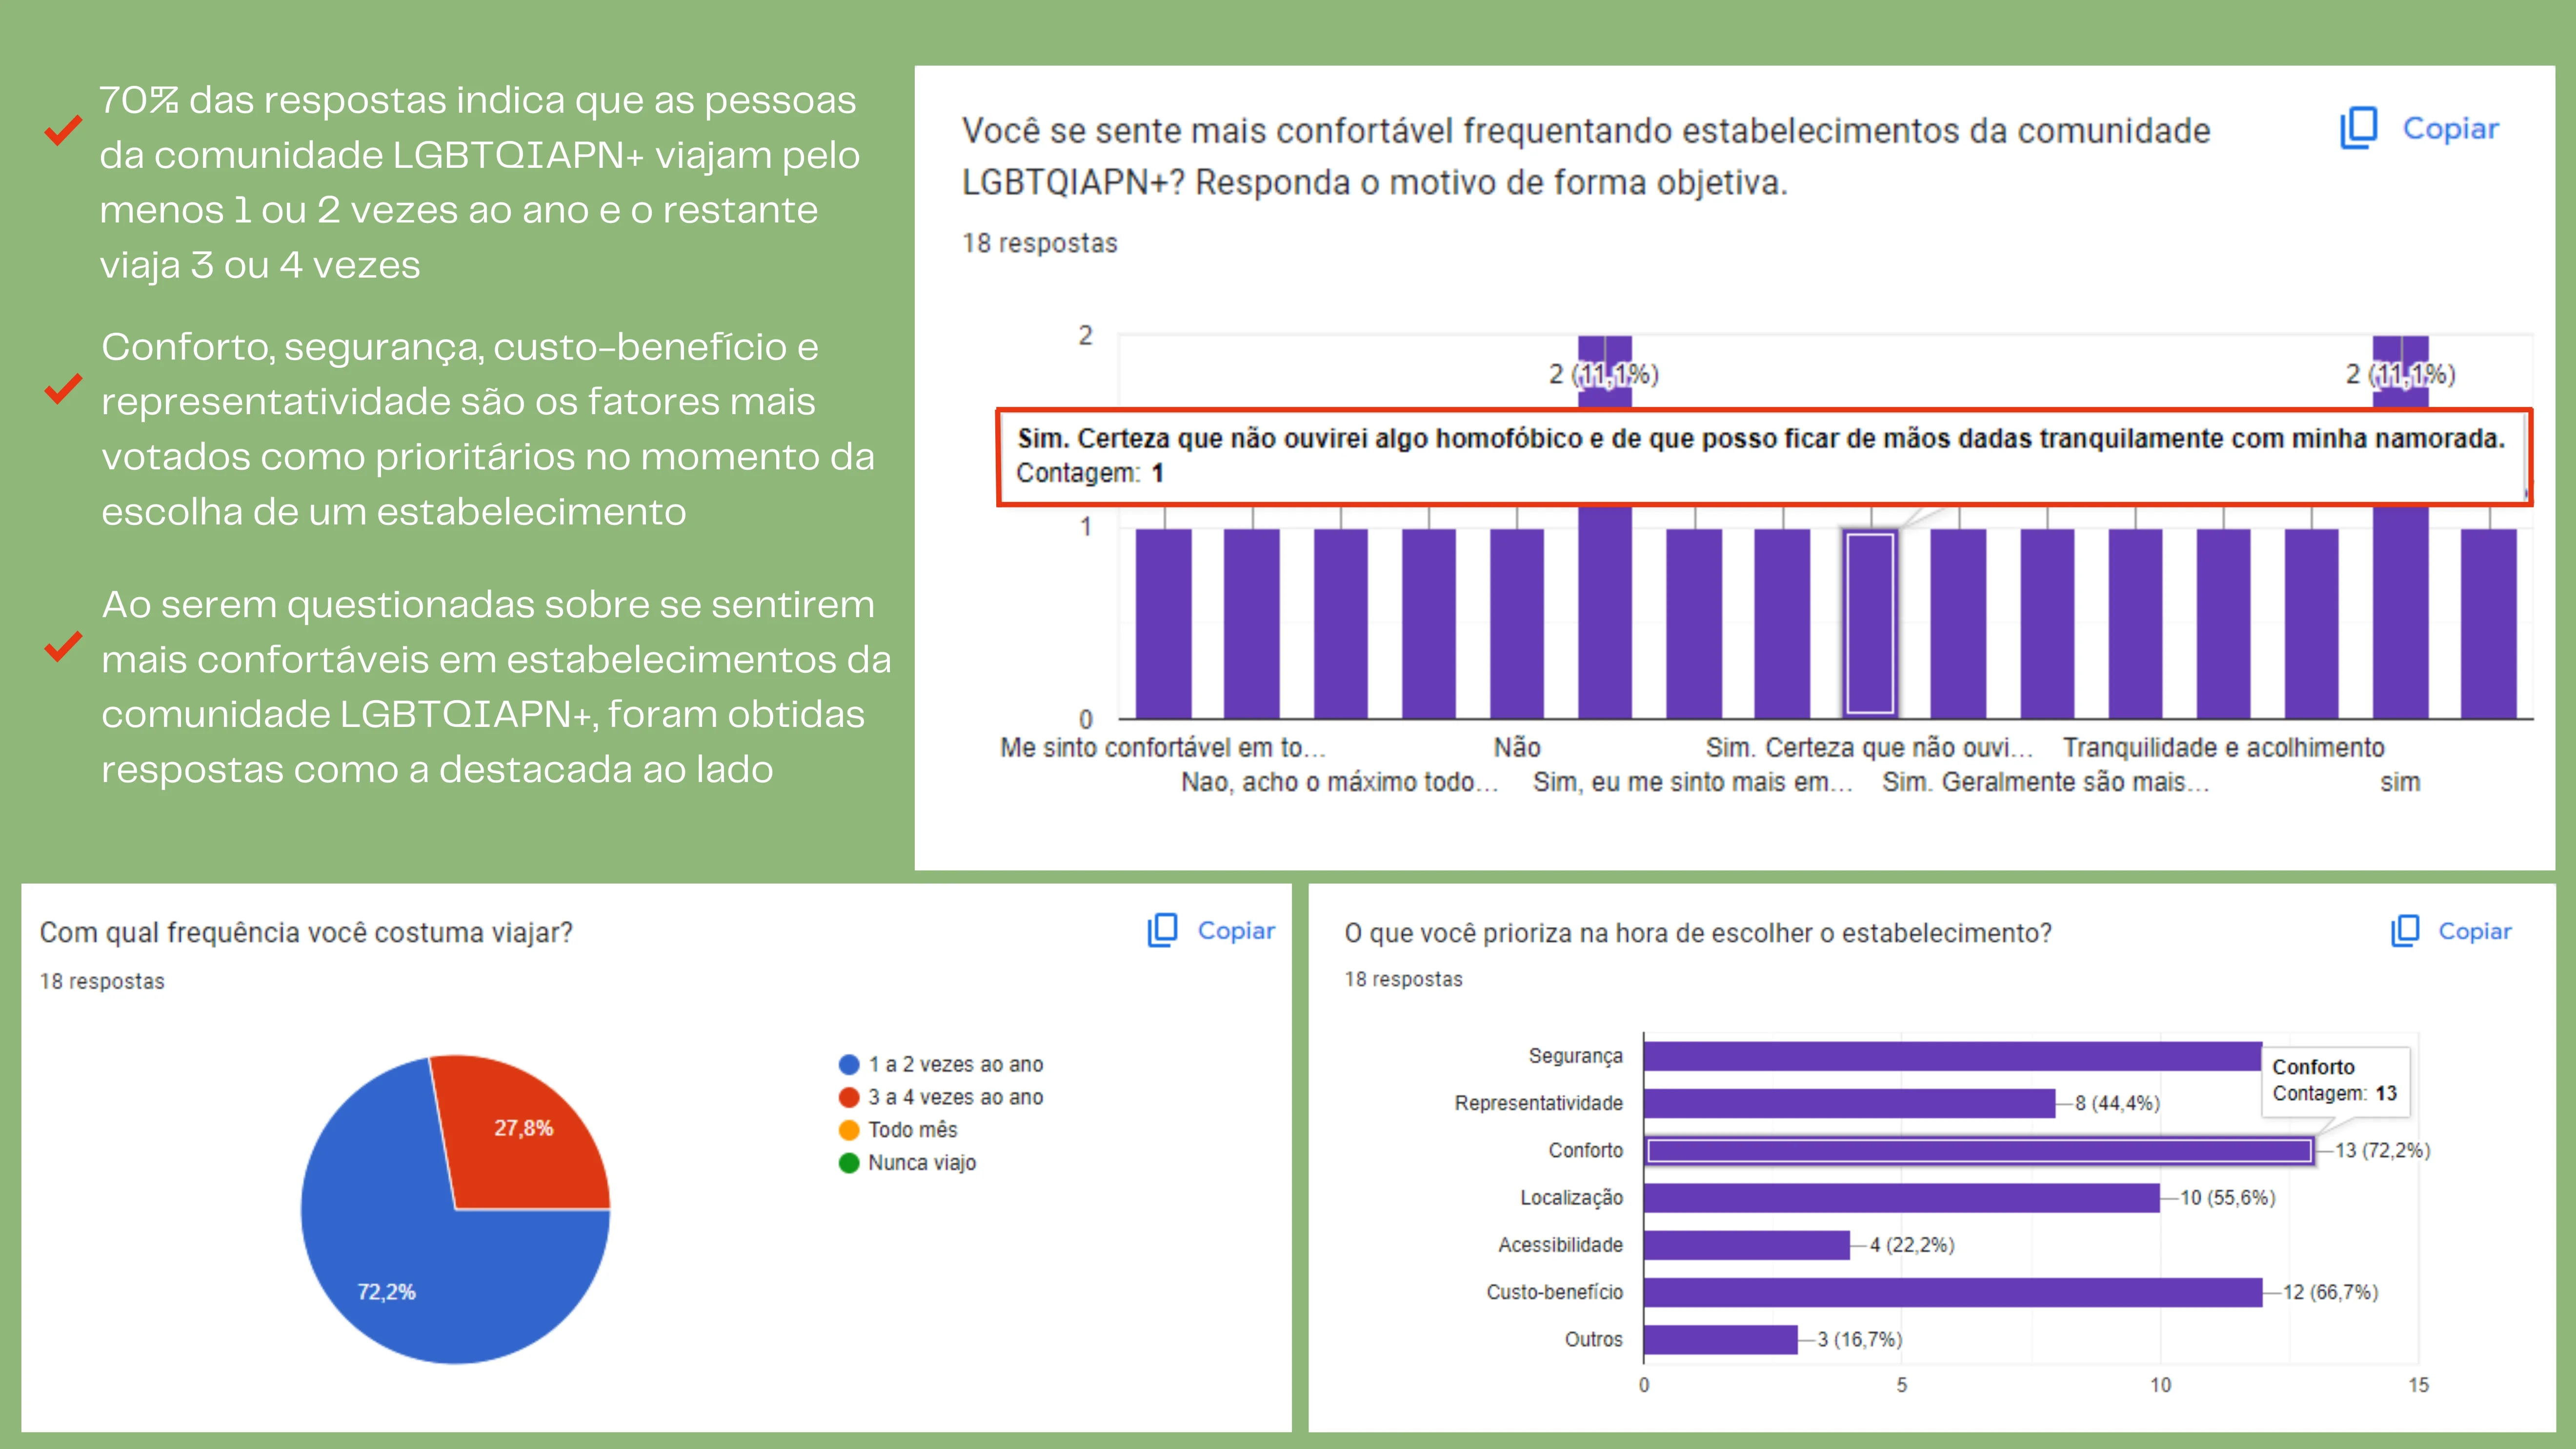 70% das respostas indica que as pessoas
da comunidade LGBTQIAPN+ viajam pelo
menos 1 ou 2 vezes ao ano e o restante
viaja 3 ou 4 vezes
Conforto, segurança, custo-benefício e
representatividade são os fatores mais
votados como prioritários no momento da
escolha de um estabelecimento
Ao serem questionadas sobre se sentirem
mais confortáveis em estabelecimentos da
comunidade LGBTQIAPN+, foram obtidas
respostas como a destacada ao lado
Você se sente mais confortável frequentando estabelecimentos da comunidade
LGBTQIAPN+? Responda o motivo de forma objetiva.
Copiar
18 respostas
2
2 (11,1%)
2 (11,1%)
Sim. Certeza que não ouvirei algo homofóbico e de que posso ficar de mãos dadas tranquilamente com minha namorada.
Contagem: 1
1
0
Me sinto confortável em to...
Não
Sim. Certeza que não ouvi...
Tranquilidade e acolhimento
Nao, acho o máximo todo...
Sim, eu me sinto mais em...
Sim. Geralmente são mais...
sim
Com qual frequência você costuma viajar?
Copiar
18 respostas
1 a 2 vezes ao ano
3 a 4 vezes ao ano
Todo mês
Nunca viajo
27,8%
72,2%
O que você prioriza na hora de escolher o estabelecimento?
Copiar
18 respostas
Segurança
Conforto
Contagem: 13
Representatividade
8 (44,4%)
Conforto
13 (72,2%)
Localização
10 (55,6%)
Acessibilidade
4 (22,2%)
Custo-benefício
12 (66,7%)
Outros
3 (16,7%)
0
5
10
15